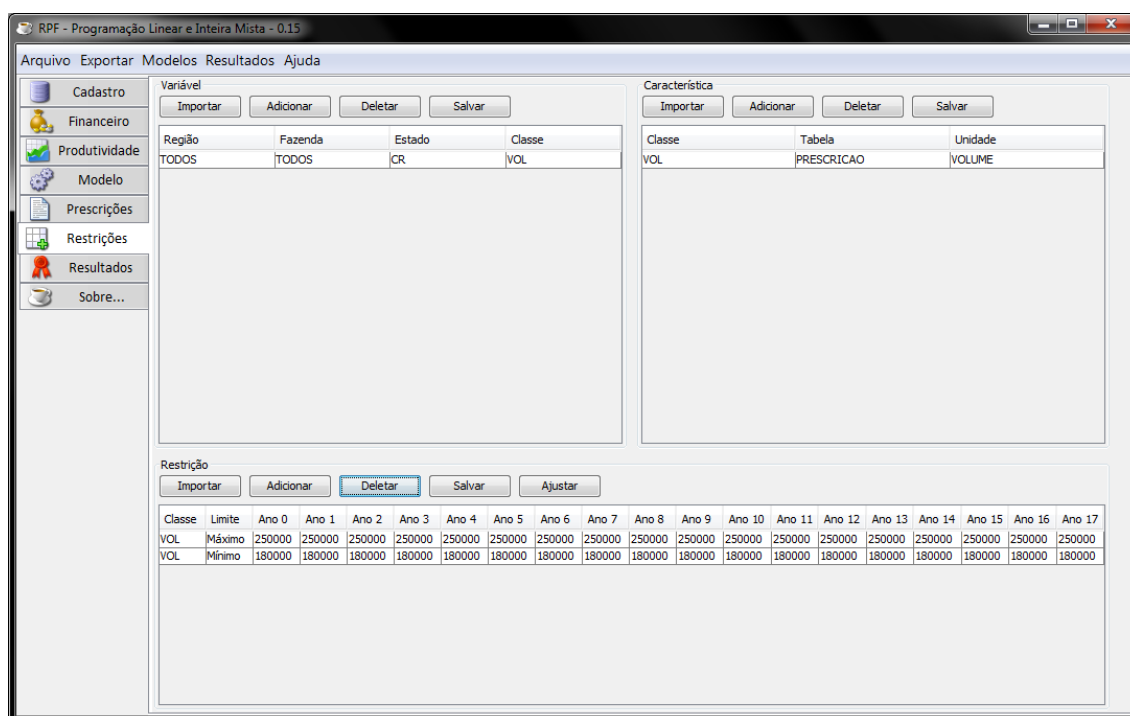 RPF - Programação Linear e Inteira Mista - 0.15
Arquivo Exportar Modelos Resultados Ajuda
Cadastro
Financeiro
Produtividade
Modelo
Prescrições
Restrições
Resultados
Sobre...
Variável
Importar Adicionar Deletar Salvar
Região Fazenda Estado Classe
TODOS TODOS CR VOL
Característica
Importar Adicionar Deletar Salvar
Classe Tabela Unidade
VOL PRESCRICAO VOLUME
Restrição
Importar Adicionar Deletar Salvar Ajustar
Classe Limite Ano 0 Ano 1 Ano 2 Ano 3 Ano 4 Ano 5 Ano 6 Ano 7 Ano 8 Ano 9 Ano 10 Ano 11 Ano 12 Ano 13 Ano 14 Ano 15 Ano 16 Ano 17
VOL Máximo 250000 250000 250000 250000 250000 250000 250000 250000 250000 250000 250000 250000 250000 250000 250000 250000 250000 250000
VOL Mínimo 180000 180000 180000 180000 180000 180000 180000 180000 180000 180000 180000 180000 180000 180000 180000 180000 180000 180000